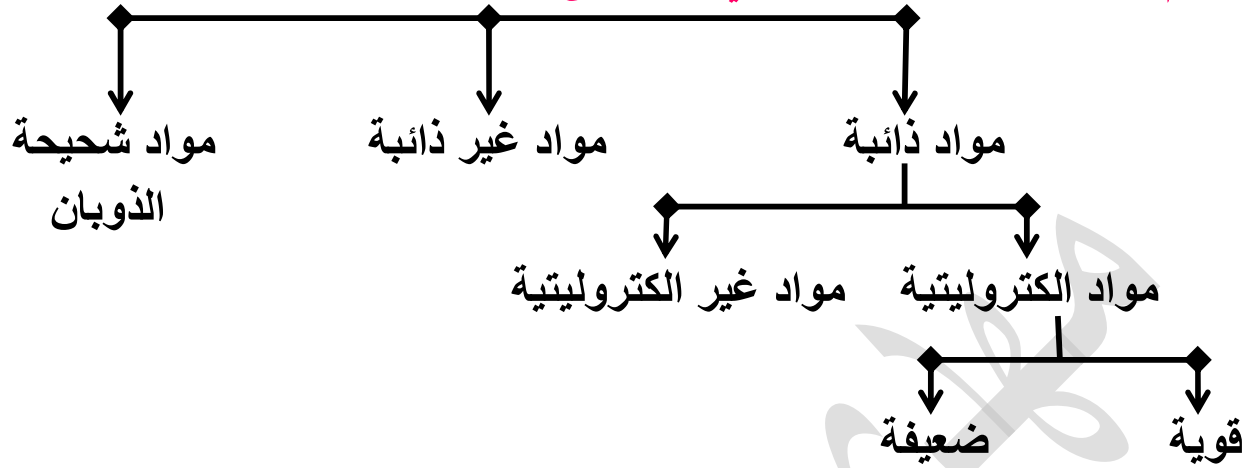 مواد ذائبة مواد غير ذائبة مواد شحيحة
الذوبان
مواد الكتروليتية مواد غير الكتروليتية
قوية ضعيفة